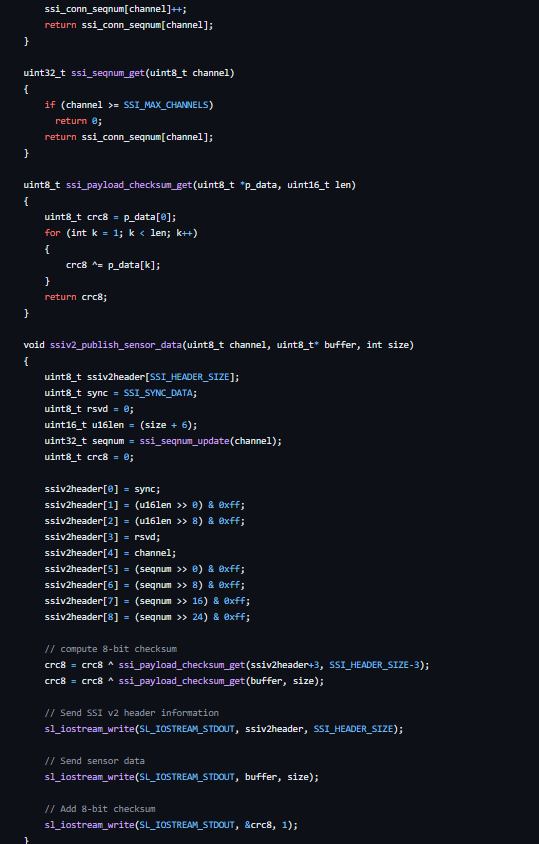 ssi_conn_seqnum[channel]++;
return ssi_conn_seqnum[channel];
}
uint32_t ssi_seqnum_get(uint8_t channel)
{
if (channel >= SSI_MAX_CHANNELS)
return 0;
return ssi_conn_seqnum[channel];
}
uint8_t ssi_payload_checksum_get(uint8_t *p_data, uint16_t len)
{
uint8_t crc8 = p_data[0];
for (int k = 1; k < len; k++)
{
crc8 ^= p_data[k];
}
return crc8;
}
void ssiv2_publish_sensor_data(uint8_t channel, uint8_t* buffer, int size)
{
uint8_t ssiv2header[SSI_HEADER_SIZE];
uint8_t sync = SSI_SYNC_DATA;
uint8_t rsvd = 0;
uint16_t u16len = (size + 6);
uint32_t seqnum = ssi_seqnum_update(channel);
uint8_t crc8 = 0;
ssiv2header[0] = sync;
ssiv2header[1] = (u16len >> 0) & 0xff;
ssiv2header[2] = (u16len >> 8) & 0xff;
ssiv2header[3] = rsvd;
ssiv2header[4] = channel;
ssiv2header[5] = (seqnum >> 0) & 0xff;
ssiv2header[6] = (seqnum >> 8) & 0xff;
ssiv2header[7] = (seqnum >> 16) & 0xff;
ssiv2header[8] = (seqnum >> 24) & 0xff;
// compute 8-bit checksum
crc8 = crc8 ^ ssi_payload_checksum_get(ssiv2header+3, SSI_HEADER_SIZE-3);
crc8 = crc8 ^ ssi_payload_checksum_get(buffer, size);
// Send SSI v2 header information
sl_iostream_write(SL_IOSTREAM_STDOUT, ssiv2header, SSI_HEADER_SIZE);
// Send sensor data
sl_iostream_write(SL_IOSTREAM_STDOUT, buffer, size);
// Add 8-bit checksum
sl_iostream_write(SL_IOSTREAM_STDOUT, &crc8, 1);
}